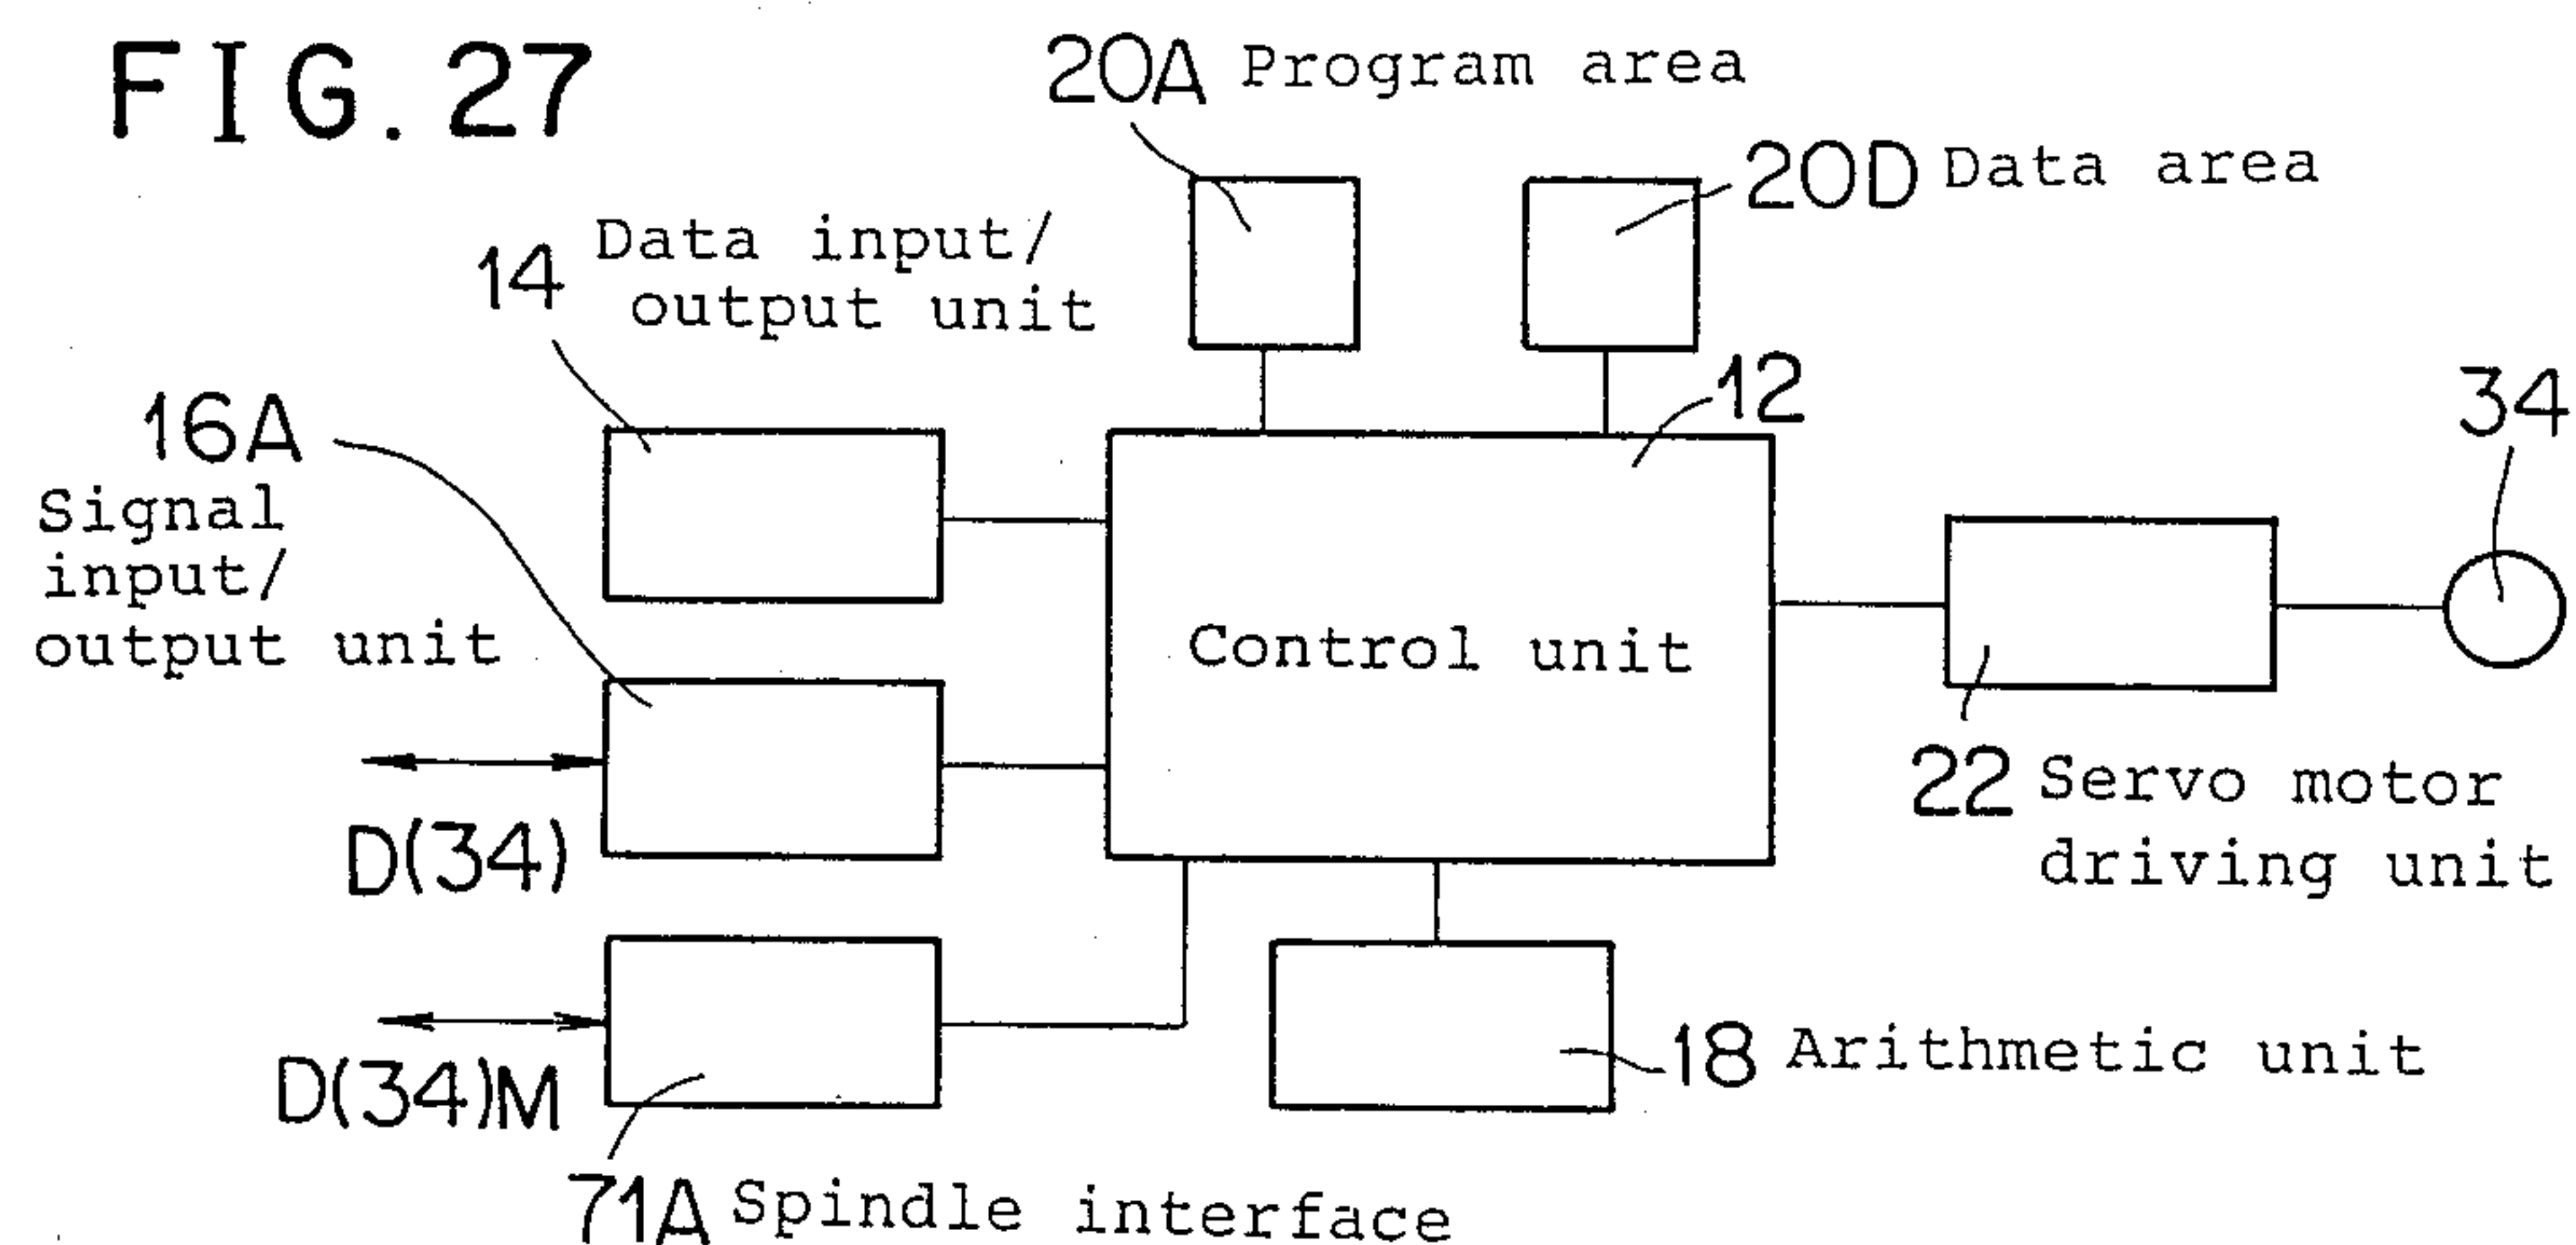 FIG. 27
20A Program area
20D Data area
14 Data input/
output unit
12
34
16A
Signal
input/
output unit
Control unit
D(34)
22 Servo motor
driving unit
D(34)M
18 Arithmetic unit
71A Spindle interface